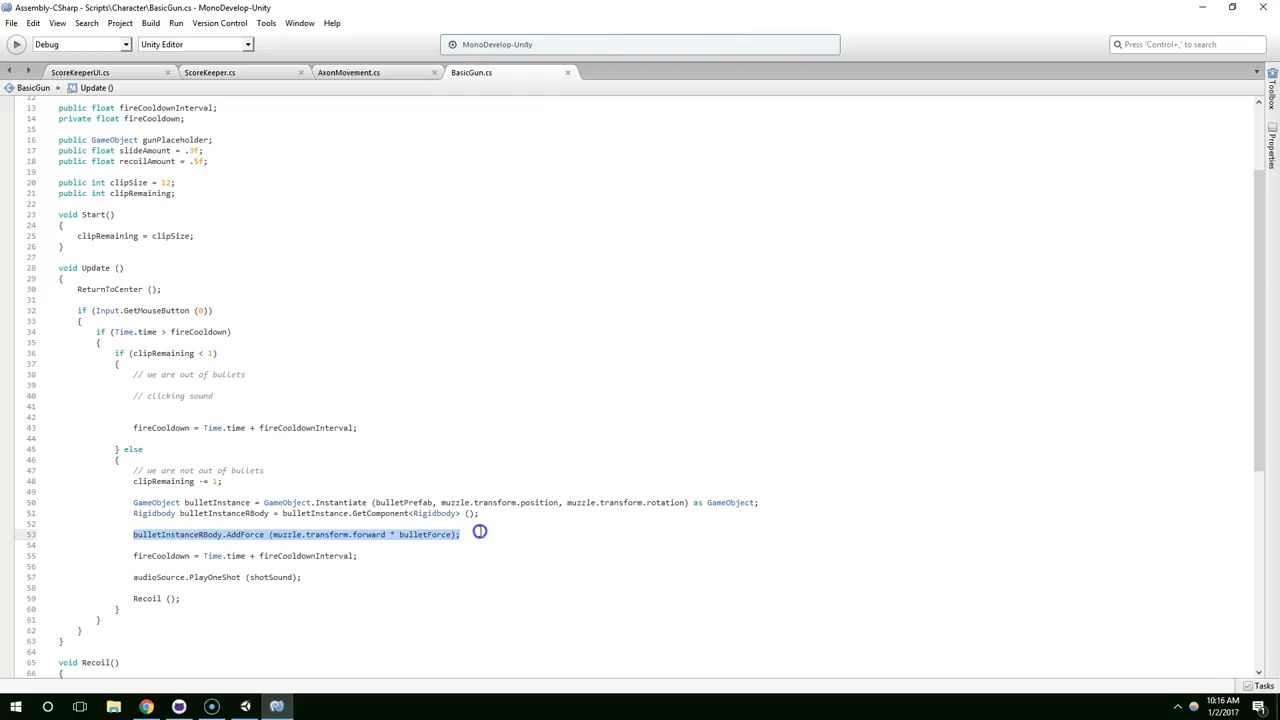 Assembly-CSharp - Scripts\Character\BasicGun.cs - MonoDevelop-Unity
File Edit View Search Project Build Run Version Control Tools Window Help
Debug Unity Editor MonoDevelop-Unity Press 'Control+,' to search
ScoreKeeperUI.cs ScoreKeeper.cs AxonMovement.cs BasicGun.cs
BasicGun Update ()
Toolbox
Properties
12
13 public float fireCooldownInterval;
14 private float fireCooldown;
15
16 public GameObject gunPlaceholder;
17 public float slideAmount = .3f;
18 public float recoilAmount = .5f;
19
20 public int clipSize = 12;
21 public int clipRemaining;
22
23 void Start()
24 {
25 clipRemaining = clipSize;
26 }
27
28 void Update ()
29 {
30 ReturnToCenter ();
31
32 if (Input.GetMouseButton (0))
33 {
34 if (Time.time > fireCooldown)
35 {
36 if (clipRemaining < 1)
37 {
38 // we are out of bullets
39
40 // clicking sound
41
42
43 fireCooldown = Time.time + fireCooldownInterval;
44
45 } else
46 {
47 // we are not out of bullets
48 clipRemaining -= 1;
49
50 GameObject bulletInstance = GameObject.Instantiate (bulletPrefab, muzzle.transform.position, muzzle.transform.rotation) as GameObject;
51 Rigidbody bulletInstanceRBody = bulletInstance.GetComponent<Rigidbody> ();
52
53 bulletInstanceRBody.AddForce (muzzle.transform.forward * bulletForce);
54
55 fireCooldown = Time.time + fireCooldownInterval;
56
57 audioSource.PlayOneShot (shotSound);
58
59 Recoil ();
60 }
61 }
62 }
63 }
64
65 void Recoil()
66 {
Tasks
10:16 AM
1/2/2017